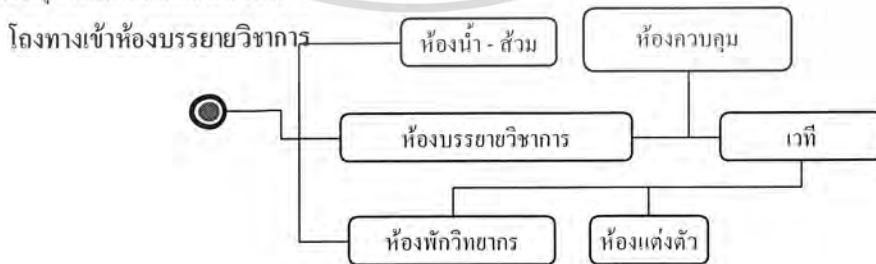 โถงทางเข้าห้องบรรยายวิชาการ
ห้องน้ำ - ส้วม
ห้องควบคุม
ห้องบรรยายวิชาการ
เวที
ห้องพักวิทยากร
ห้องแต่งตัว